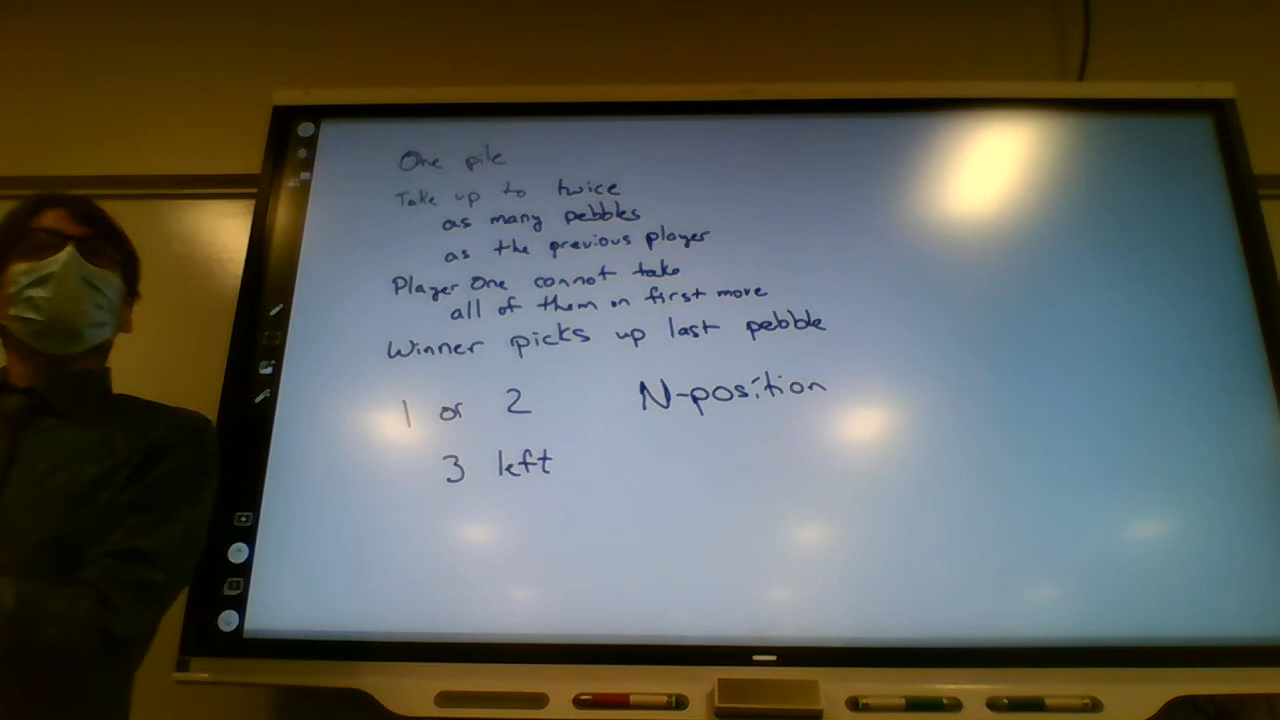 One pile
Take up to twice
as many pebbles
as the previous player
Player One cannot take
all of them on first move
Winner picks up last pebble
1 or 2 N-position
3 left